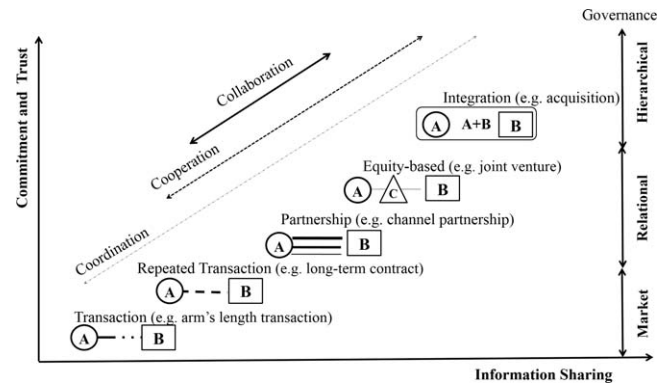 Governance
Commitment and Trust
Collaboration
Cooperation
Coordination
Integration (e.g. acquisition)
A A+B B
Equity-based (e.g. joint venture)
A C B
Partnership (e.g. channel partnership)
A B
Repeated Transaction (e.g. long-term contract)
A B
Transaction (e.g. arm's length transaction)
A B
Hierarchical
Relational
Market
Information Sharing